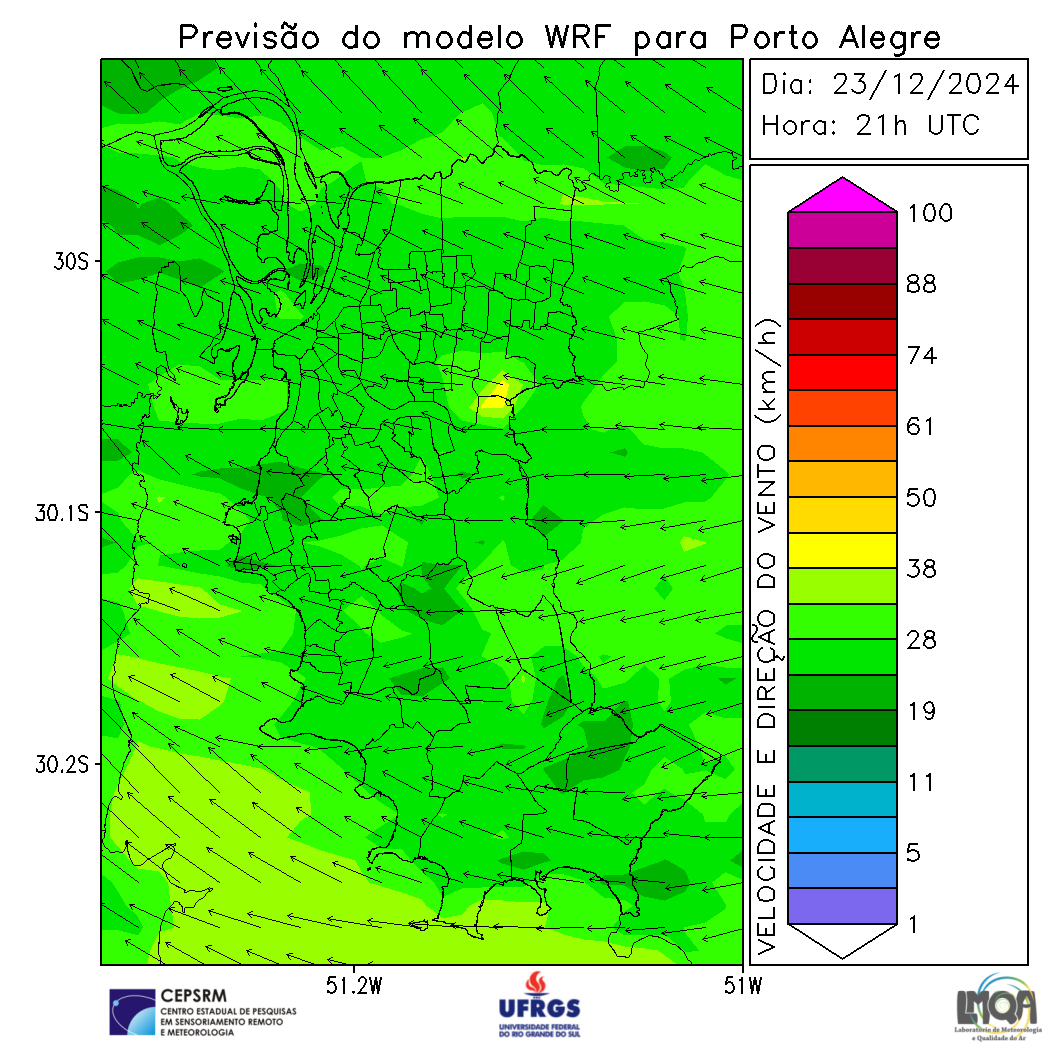 Previsão do modelo WRF para Porto Alegre
Dia: 23/12/2024
Hora: 21h UTC
30S
30.1S
30.2S
51.2W
51W
VELOCIDADE E DIREÇÃO DO VENTO (km/h)
100
88
74
61
50
38
28
19
11
5
1
CEPSRM
CENTRO ESTADUAL DE PESQUISAS
EM SENSORIAMENTO REMOTO
E METEOROLOGIA
UFRGS
UNIVERSIDADE FEDERAL
DO RIO GRANDE DO SUL
LMQA
Laboratório de Meteorologia
e Qualidade do Ar